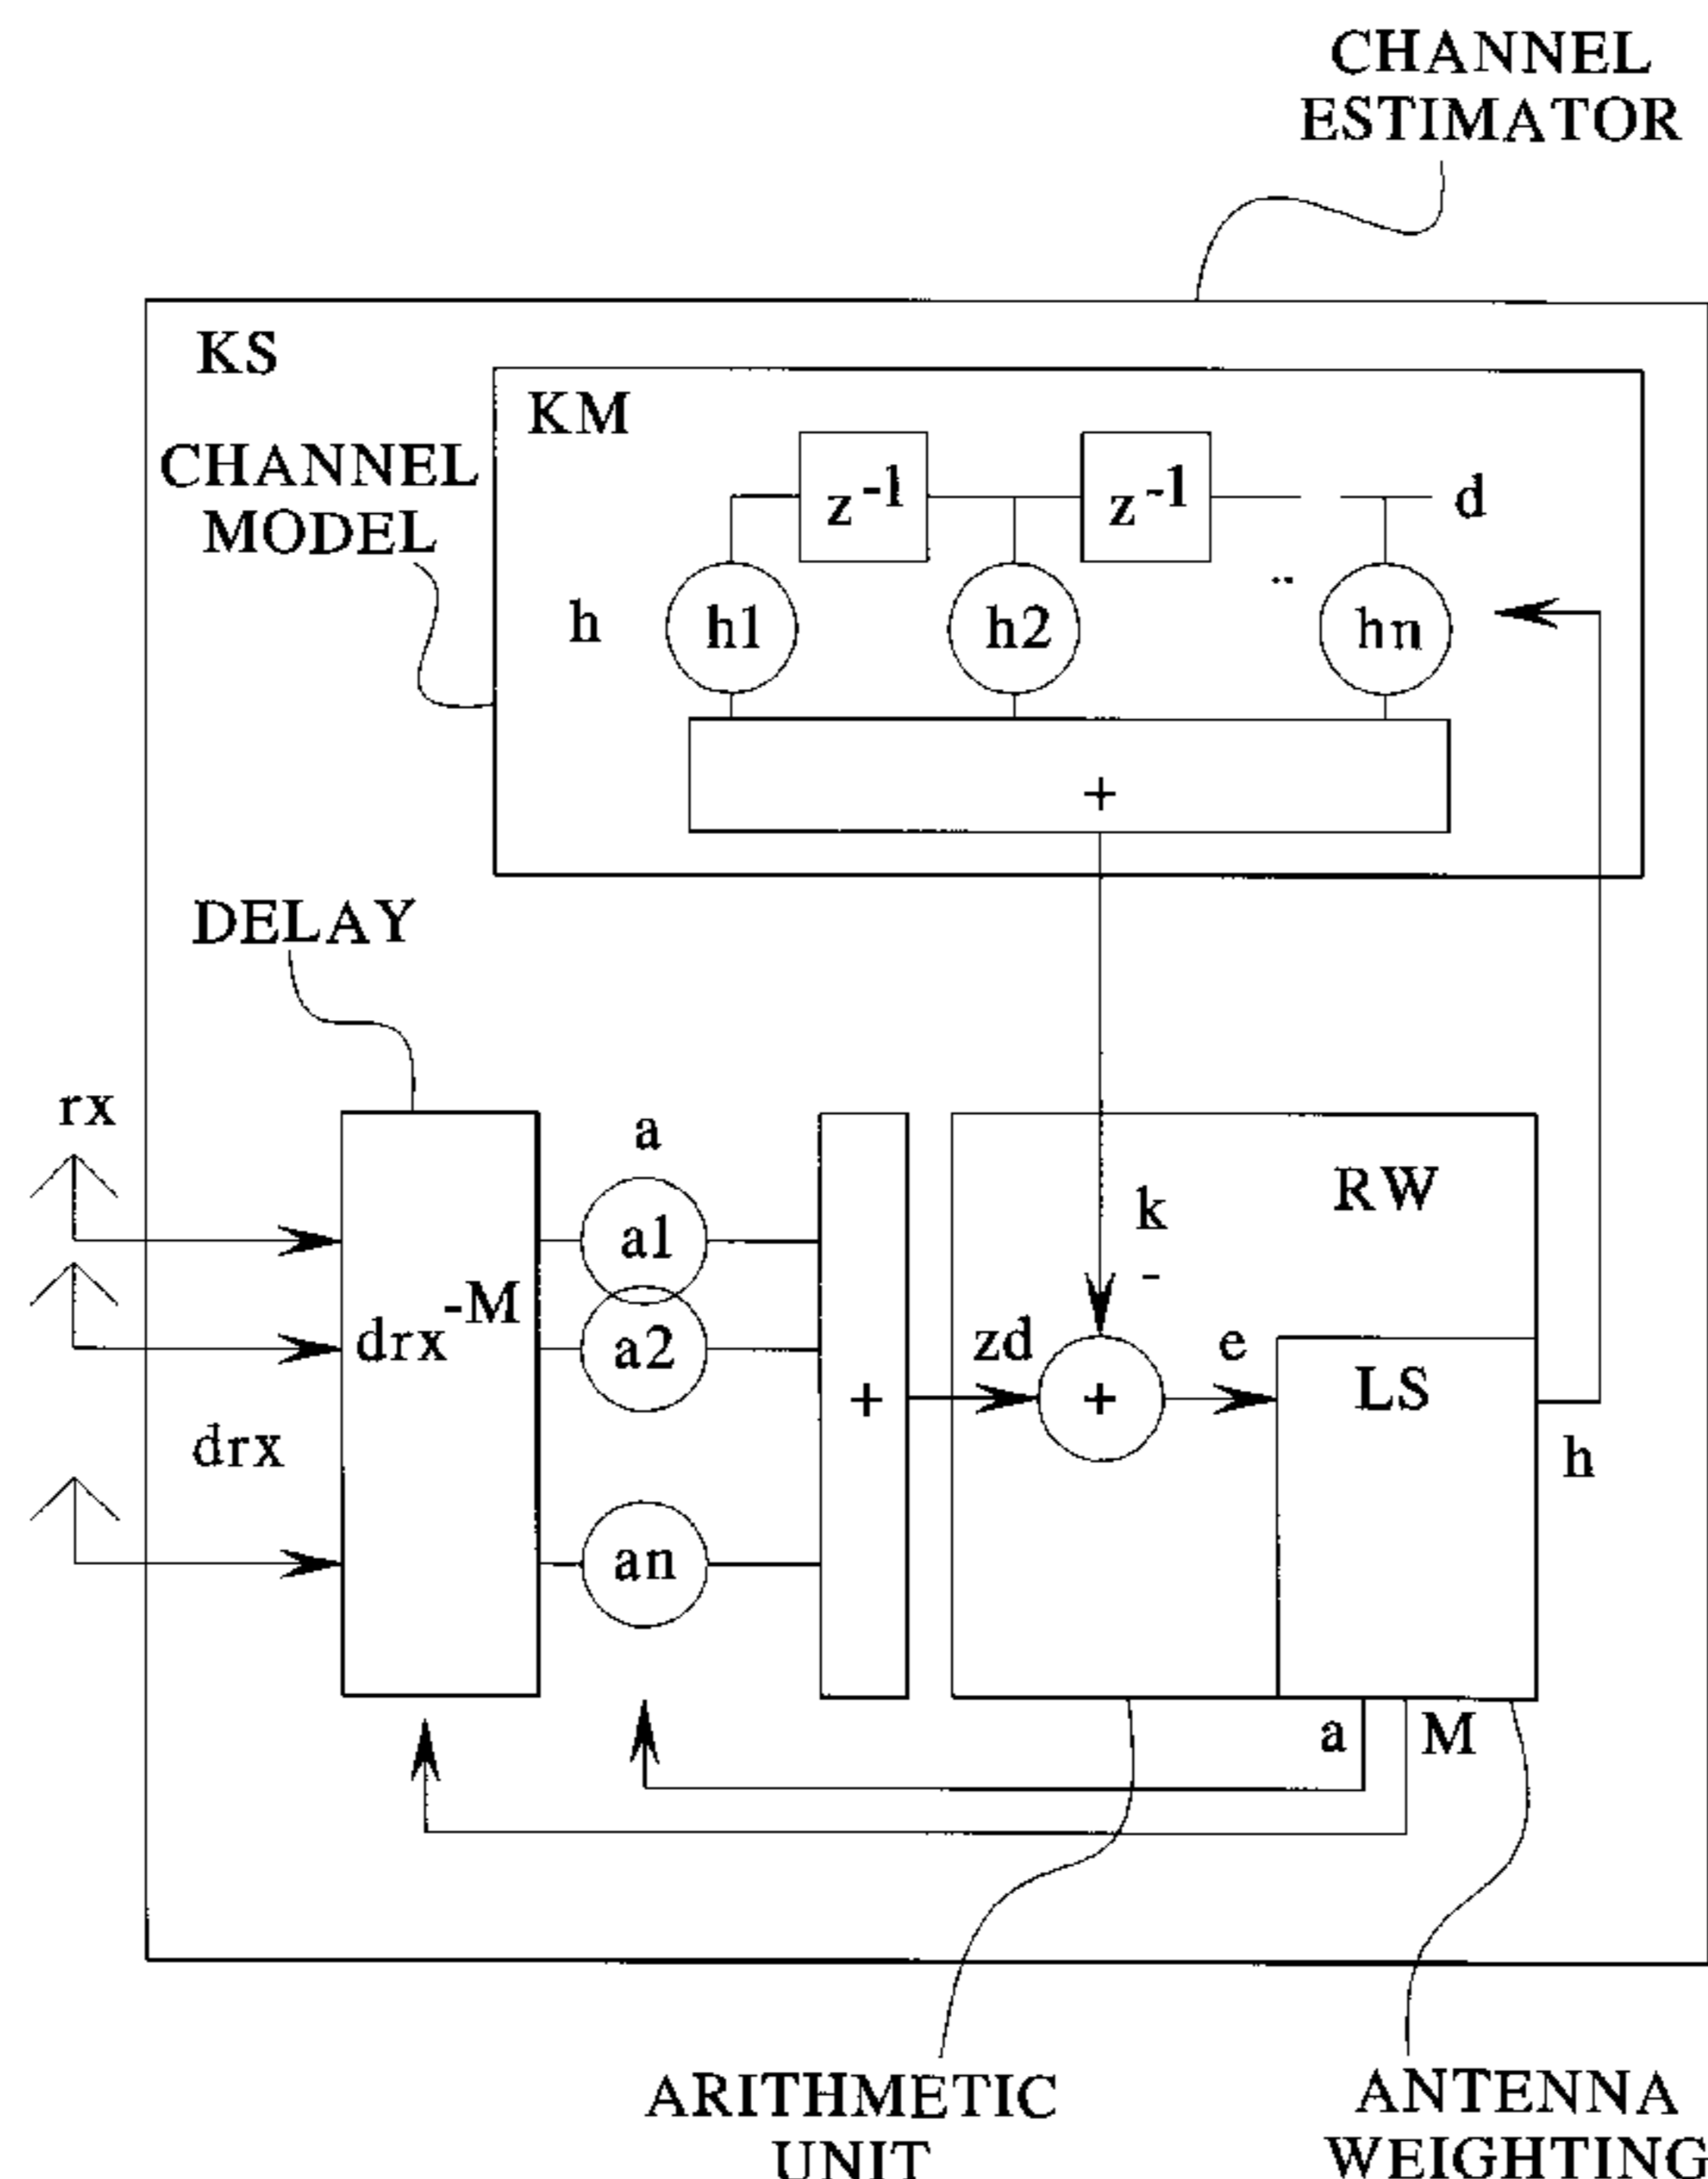 CHANNEL
ESTIMATOR
KS
KM
CHANNEL
MODEL
z-1
z-1
d
h
h1
h2
..
hn
+
DELAY
rx
a
a1
k
-
RW
drx-M
a2
zd
+
e
LS
+
drx
h
an
a
M
ARITHMETIC
UNIT
ANTENNA
WEIGHTING